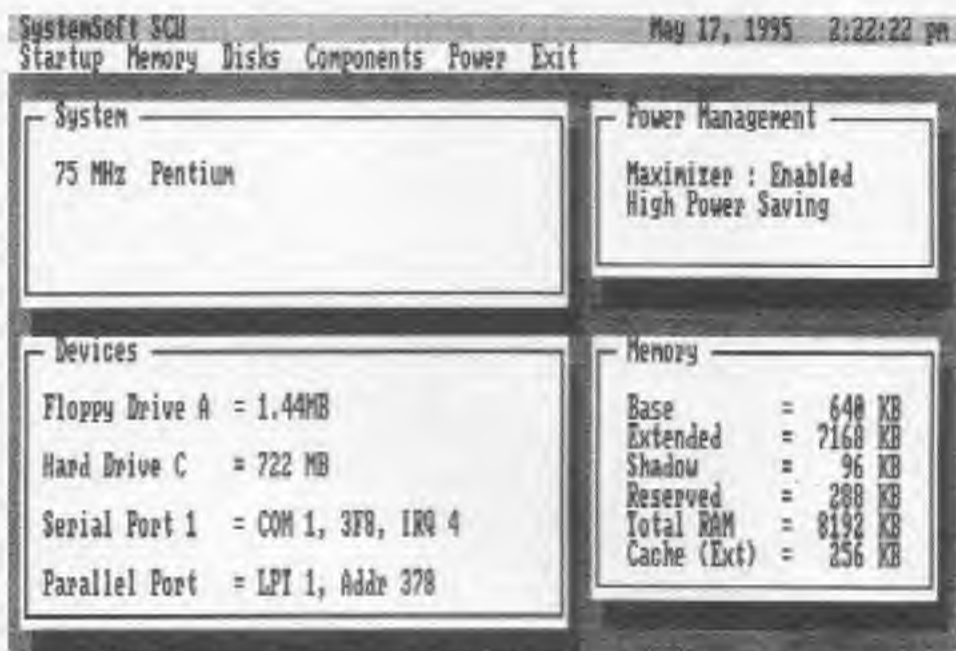 SystemSoft SCU May 17, 1995 2:22:22 pm
Startup Memory Disks Components Power Exit
System
75 MHz Pentium
Power Management
Maximizer : Enabled
High Power Saving
Devices
Floppy Drive A = 1.44MB
Hard Drive C = 722 MB
Serial Port 1 = COM 1, 3F8, IRQ 4
Parallel Port = LPT 1, Addr 378
Memory
Base = 640 KB
Extended = 7168 KB
Shadow = 96 KB
Reserved = 288 KB
Total RAM = 8192 KB
Cache (Ext) = 256 KB